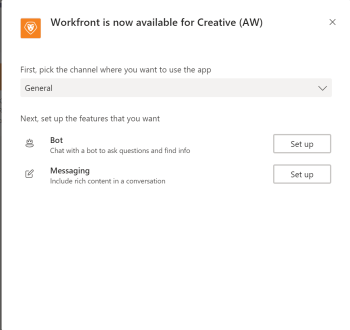 Workfront is now available for Creative (AW)
First, pick the channel where you want to use the app
General
Next, set up the features that you want
Bot
Chat with a bot to ask questions and find info
Set up
Messaging
Include rich content in a conversation
Set up